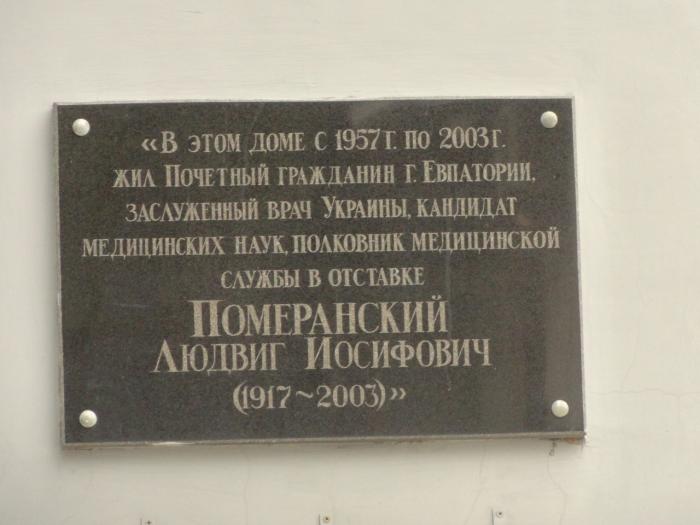 «В этом доме с 1957 г. по 2003 г.
жил Почетный гражданин г. Евпатории,
заслуженный врач Украины, кандидат
медицинских наук, полковник медицинской
службы в отставке
Померанский
Людвиг Иосифович
(1917~2003)»